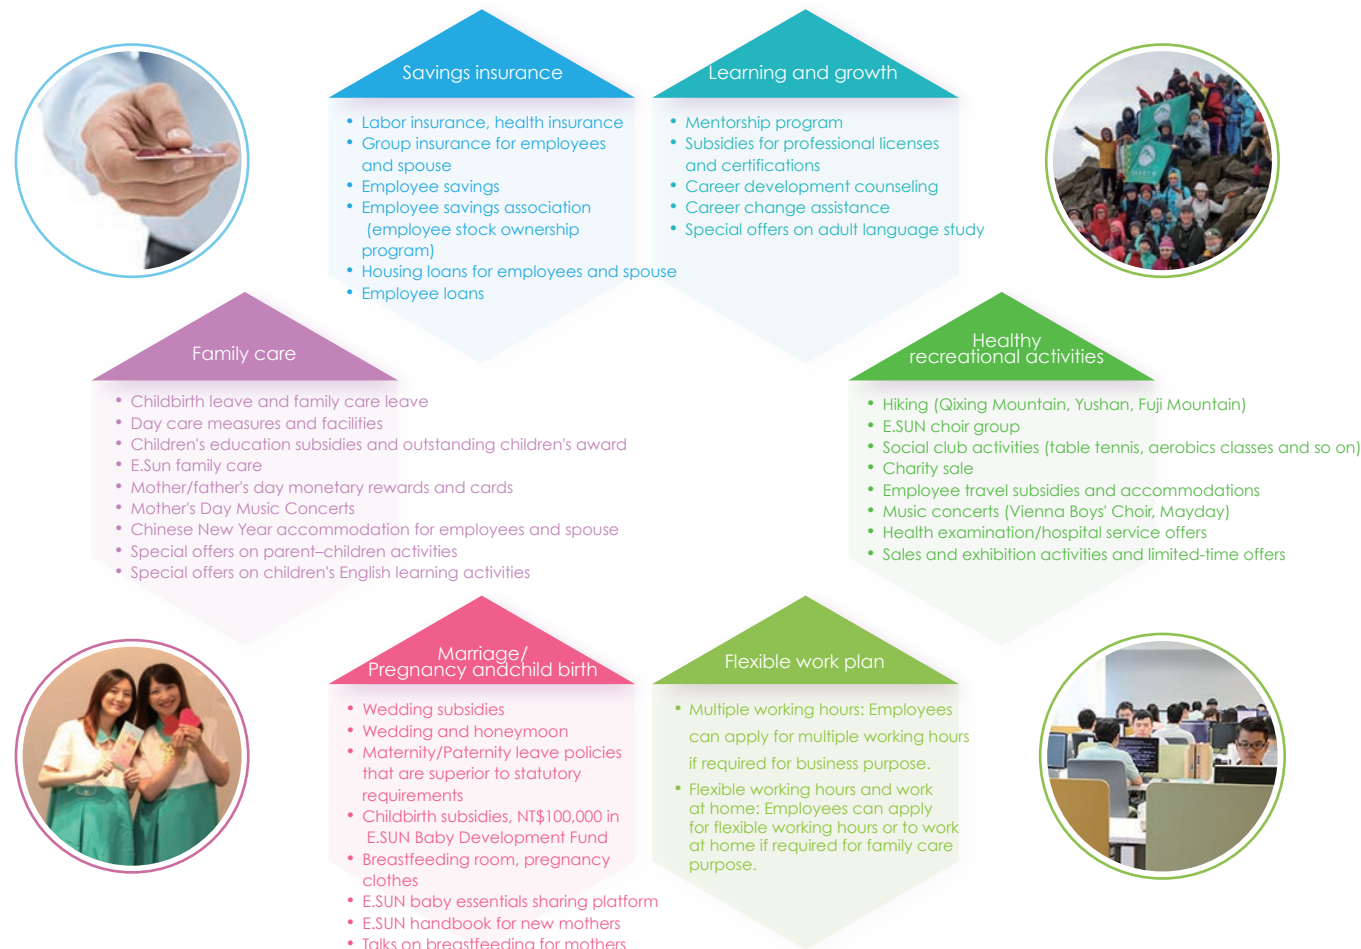 Savings insurance
• Labor insurance, health insurance
• Group insurance for employees
and spouse
• Employee savings
• Employee savings association
(employee stock ownership
program)
• Housing loans for employees and spouse
• Employee loans
Learning and growth
• Mentorship program
• Subsidies for professional licenses
and certifications
• Career development counseling
• Career change assistance
• Special offers on adult language study
Family care
• Childbirth leave and family care leave
• Day care measures and facilities
• Children's education subsidies and outstanding children's award
• E.Sun family care
• Mother/father's day monetary rewards and cards
• Mother's Day Music Concerts
• Chinese New Year accommodation for employees and spouse
• Special offers on parent–children activities
• Special offers on children's English learning activities
Healthy
recreational activities
• Hiking (Qixing Mountain, Yushan, Fuji Mountain)
• E.SUN choir group
• Social club activities (table tennis, aerobics classes and so on)
• Charity sale
• Employee travel subsidies and accommodations
• Music concerts (Vienna Boys' Choir, Mayday)
• Health examination/hospital service offers
• Sales and exhibition activities and limited-time offers
Marriage/
Pregnancy andchild birth
• Wedding subsidies
• Wedding and honeymoon
• Maternity/Paternity leave policies
that are superior to statutory
requirements
• Childbirth subsidies, NT$100,000 in
E.SUN Baby Development Fund
• Breastfeeding room, pregnancy
clothes
• E.SUN baby essentials sharing platform
• E.SUN handbook for new mothers
• Talks on breastfeeding for mothers
Flexible work plan
• Multiple working hours: Employees
can apply for multiple working hours
if required for business purpose.
• Flexible working hours and work
at home: Employees can apply
for flexible working hours or to work
at home if required for family care
purpose.